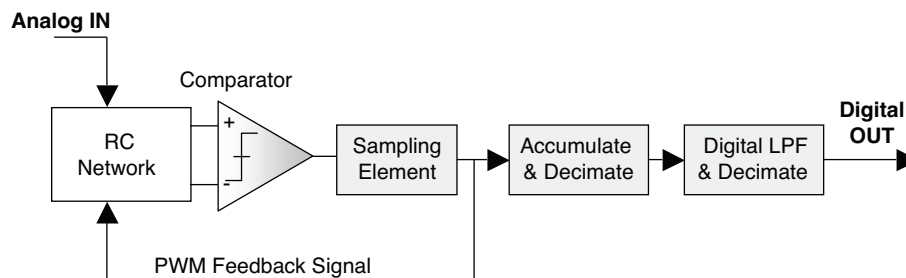 Analog IN
Comparator
RC
Network
+
-
Sampling
Element
Accumulate
& Decimate
Digital LPF
& Decimate
Digital
OUT
PWM Feedback Signal